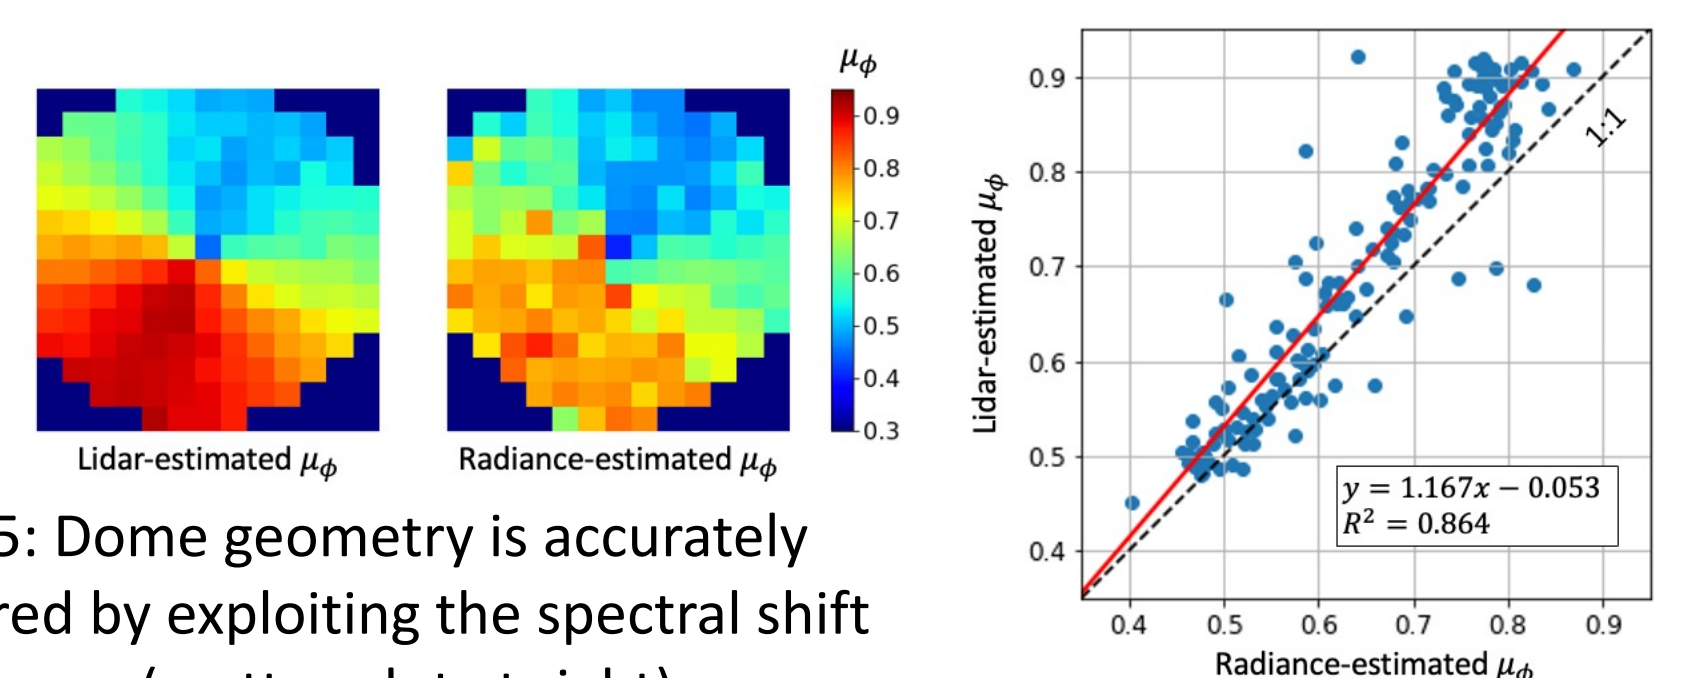 μϕ
0.9
0.8
0.7
0.6
0.5
0.4
0.3
Lidar-estimated μϕ
Radiance-estimated μϕ
5: Dome geometry is accurately
red by exploiting the spectral shift
Lidar-estimated μϕ
0.9
0.8
0.7
0.6
0.5
0.4
1:1
y = 1.167x − 0.053
R² = 0.864
0.4 0.5 0.6 0.7 0.8 0.9
Radiance-estimated μϕ